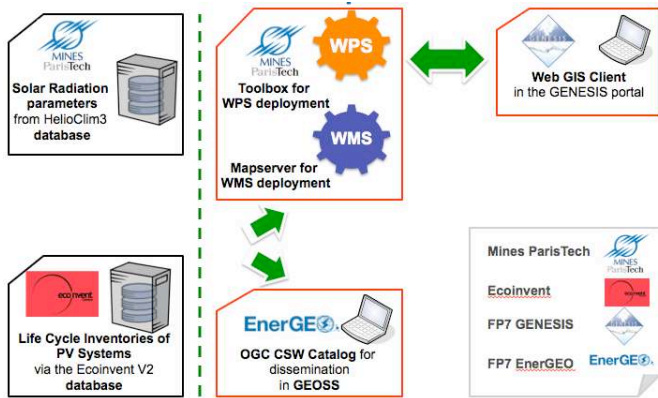 MINES
ParisTech
Solar Radiation
parameters
from HelioClim3
database
MINES
ParisTech
WPS
Toolbox for
WPS deployment
WMS
Mapserver for
WMS deployment
Web GIS Client
in the GENESIS portal
ecoinvent
Life Cycle Inventories of
PV Systems
via the Ecoinvent V2
database
EnerGEO.
OGC CSW Catalog for
dissemination
in GEOSS
Mines ParisTech
MINES
ParisTech
Ecoinvent
FP7 GENESIS
FP7 EnerGEO
EnerGEO.